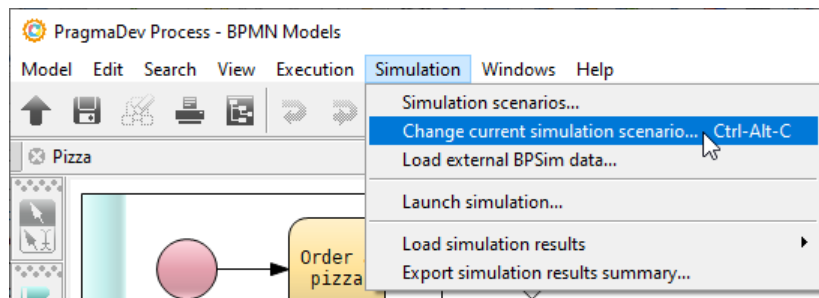 PragmaDev Process - BPMN Models
Model Edit Search View Execution Simulation Windows Help
Simulation scenarios...
Change current simulation scenario... Ctrl-Alt-C
Pizza
Load external BPSim data...
Launch simulation...
Order
pizza
Load simulation results
Export simulation results summary...